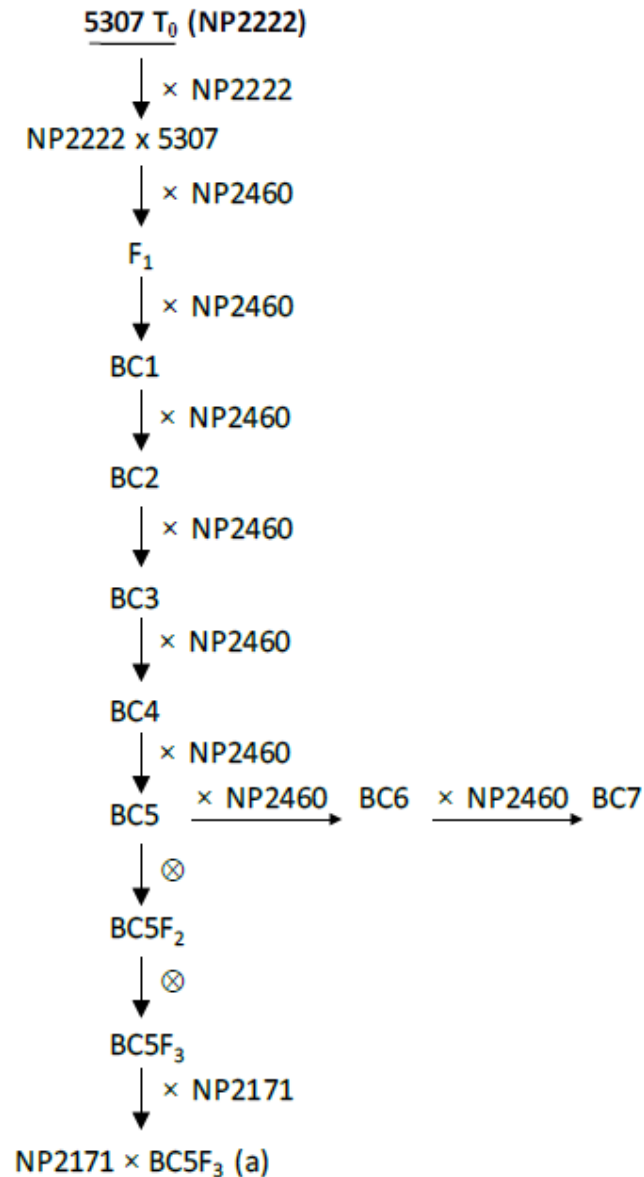 5307 T₀ (NP2222)
× NP2222
NP2222 x 5307
× NP2460
F₁
× NP2460
BC1
× NP2460
BC2
× NP2460
BC3
× NP2460
BC4
× NP2460
BC5 × NP2460 BC6 × NP2460 BC7
⊗
BC5F₂
⊗
BC5F₃
× NP2171
NP2171 × BC5F₃ (a)